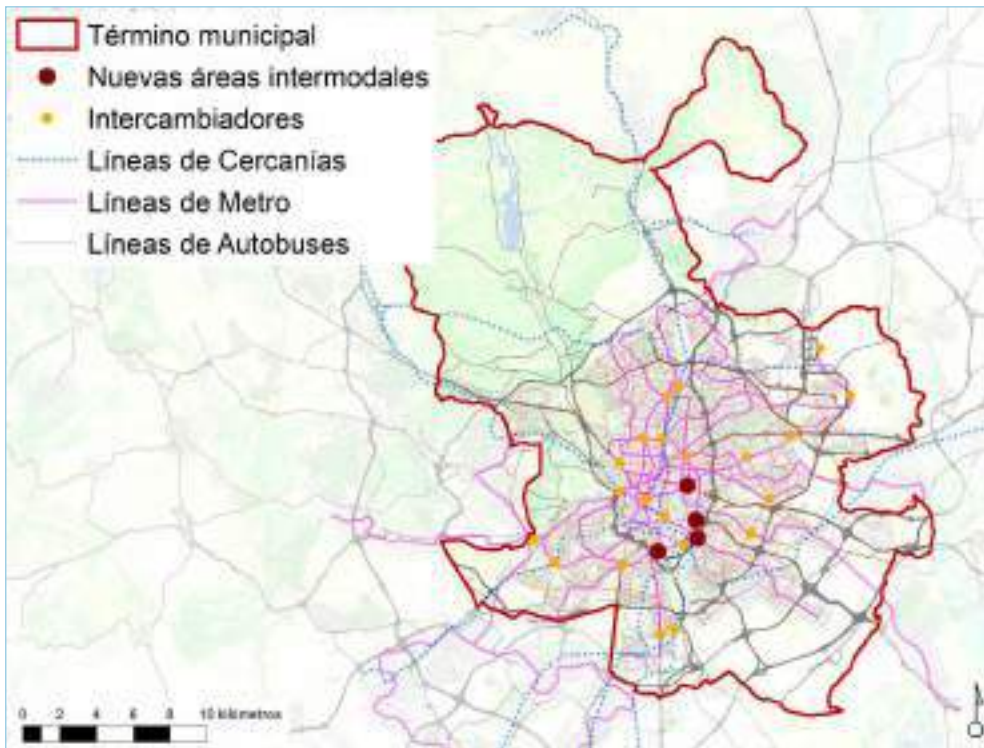 Término municipal
Nuevas áreas intermodales
Intercambiadores
Líneas de Cercanías
Líneas de Metro
Líneas de Autobuses
0 2 4 6 8 10 kilómetros